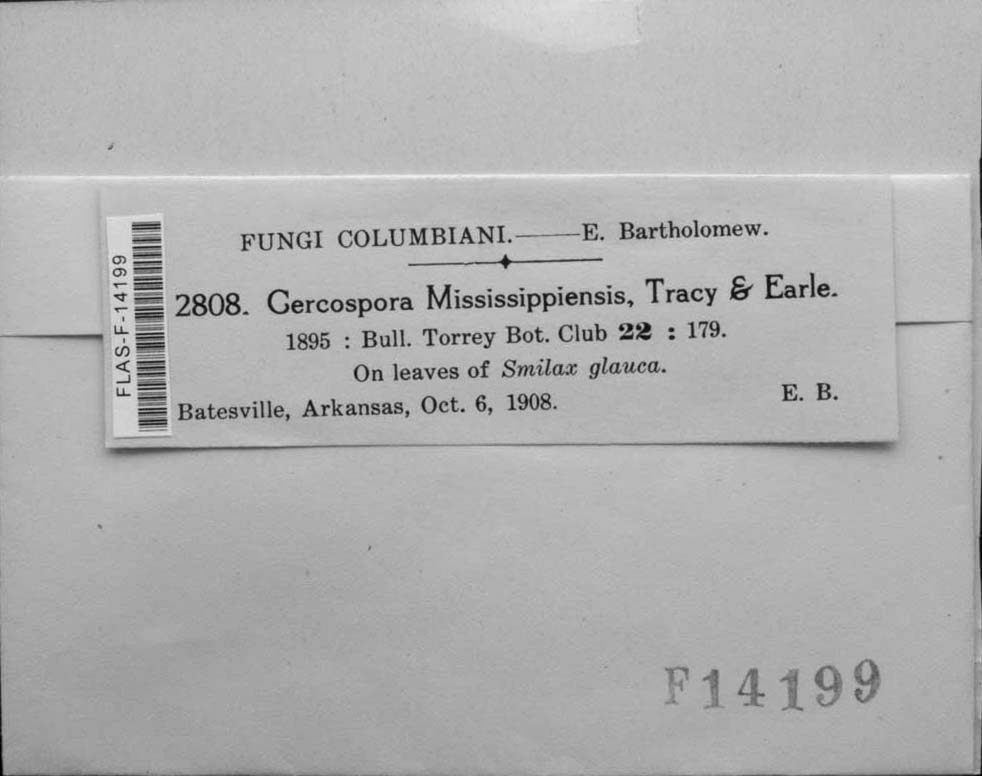 FUNGI COLUMBIANI.——E. Bartholomew.
2808. Cercospora Mississippiensis, Tracy & Earle.
1895 : Bull. Torrey Bot. Club 22 : 179.
On leaves of Smilax glauca.
Batesville, Arkansas, Oct. 6, 1908. E. B.
FLAS-F-14199
F14199